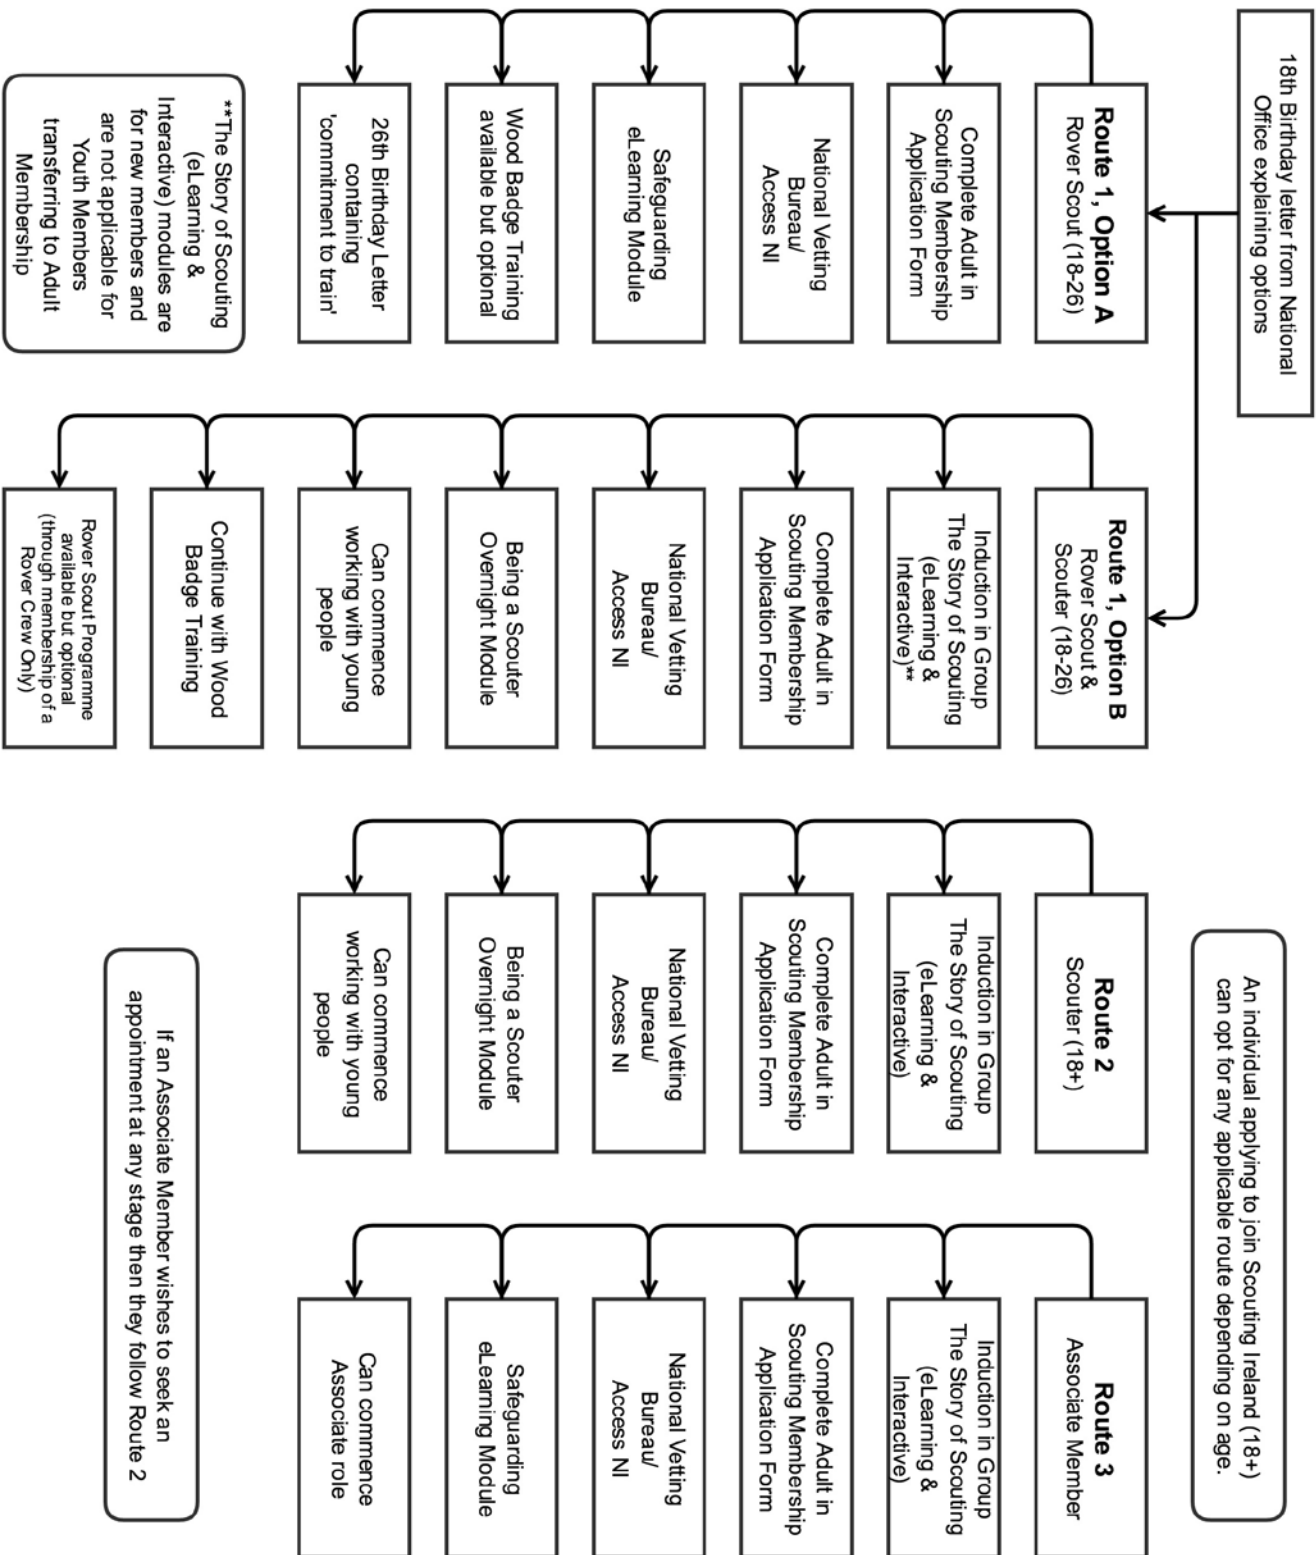 18th Birthday letter from National
Office explaining options
An individual applying to join Scouting Ireland (18+)
can opt for any applicable route depending on age.
Route 1, Option A
Rover Scout (18-26)
Complete Adult in
Scouting Membership
Application Form
National Vetting
Bureau/
Access NI
Safeguarding
eLearning Module
Wood Badge Training
available but optional
26th Birthday Letter
containing
'commitment to train'
**The Story of Scouting
(eLearning &
Interactive) modules are
for new members and
are not applicable for
Youth Members
transferring to Adult
Membership
Route 1, Option B
Rover Scout &
Scouter (18-26)
Induction in Group
The Story of Scouting
(eLearning &
Interactive)**
Complete Adult in
Scouting Membership
Application Form
National Vetting
Bureau/
Access NI
Being a Scouter
Overnight Module
Can commence
working with young
people
Continue with Wood
Badge Training
Rover Scout Programme
available but optional
(through membership of a
Rover Crew Only)
Route 2
Scouter (18+)
Induction in Group
The Story of Scouting
(eLearning &
Interactive)
Complete Adult in
Scouting Membership
Application Form
National Vetting
Bureau/
Access NI
Being a Scouter
Overnight Module
Can commence
working with young
people
Route 3
Associate Member
Induction in Group
The Story of Scouting
(eLearning &
Interactive)
Complete Adult in
Scouting Membership
Application Form
National Vetting
Bureau/
Access NI
Safeguarding
eLearning Module
Can commence
Associate role
If an Associate Member wishes to seek an
appointment at any stage then they follow Route 2